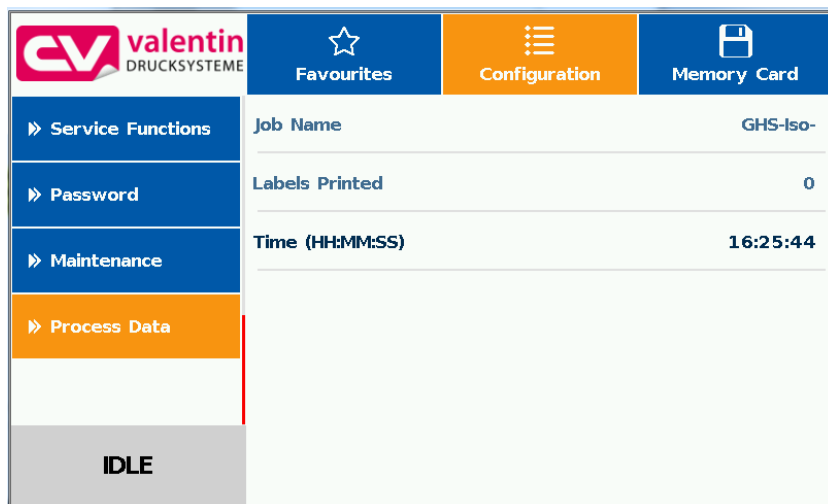 valentin
DRUCKSYSTEME
Favourites
Configuration
Memory Card
Service Functions
Password
Maintenance
Process Data
IDLE
Job Name GHS-Iso-
Labels Printed 0
Time (HH:MM:SS) 16:25:44